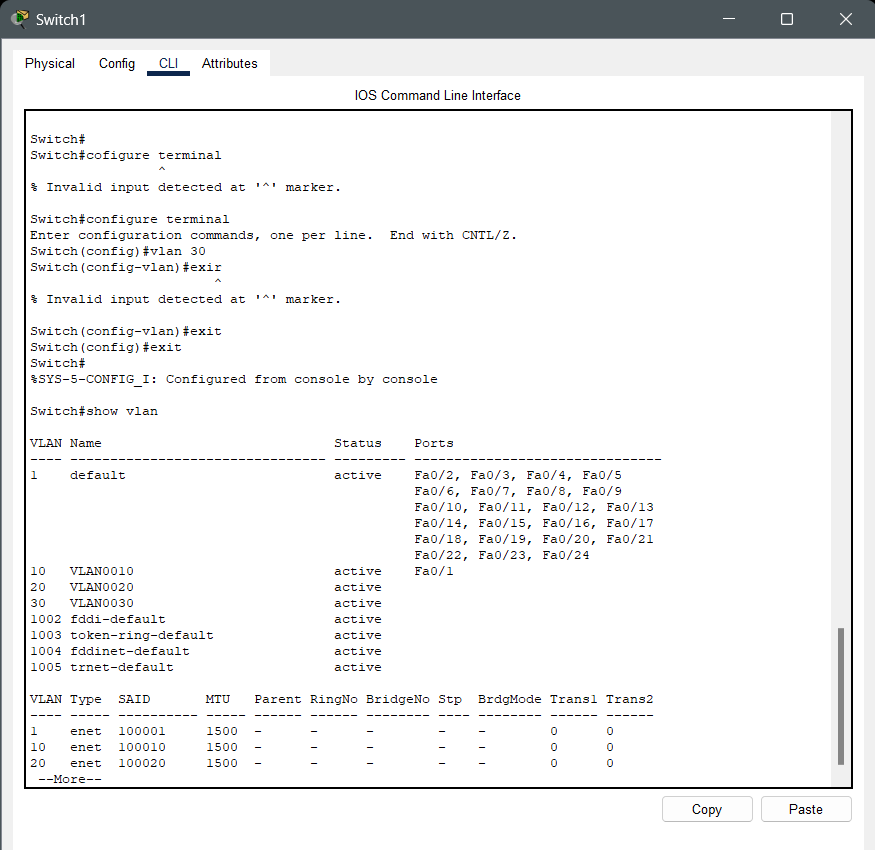 Switch1
Physical Config CLI Attributes
IOS Command Line Interface
Switch#
Switch#cofigure terminal
^
% Invalid input detected at '^' marker.
Switch#configure terminal
Enter configuration commands, one per line.  End with CNTL/Z.
Switch(config)#vlan 30
Switch(config-vlan)#exir
^
% Invalid input detected at '^' marker.
Switch(config-vlan)#exit
Switch(config)#exit
Switch#
%SYS-5-CONFIG_I: Configured from console by console
Switch#show vlan
VLAN Name                             Status    Ports
---- -------------------------------- --------- -------------------------------
1    default                          active    Fa0/2, Fa0/3, Fa0/4, Fa0/5
Fa0/6, Fa0/7, Fa0/8, Fa0/9
Fa0/10, Fa0/11, Fa0/12, Fa0/13
Fa0/14, Fa0/15, Fa0/16, Fa0/17
Fa0/18, Fa0/19, Fa0/20, Fa0/21
Fa0/22, Fa0/23, Fa0/24
10   VLAN0010                         active    Fa0/1
20   VLAN0020                         active
30   VLAN0030                         active
1002 fddi-default                     active
1003 token-ring-default               active
1004 fddinet-default                  active
1005 trnet-default                    active
VLAN Type  SAID       MTU   Parent RingNo BridgeNo Stp  BrdgMode Trans1 Trans2
---- ----- ---------- ----- ------ ------ -------- ---- -------- ------ ------
1    enet  100001     1500  -      -      -        -    -        0      0
10   enet  100010     1500  -      -      -        -    -        0      0
20   enet  100020     1500  -      -      -        -    -        0      0
--More--
Copy Paste